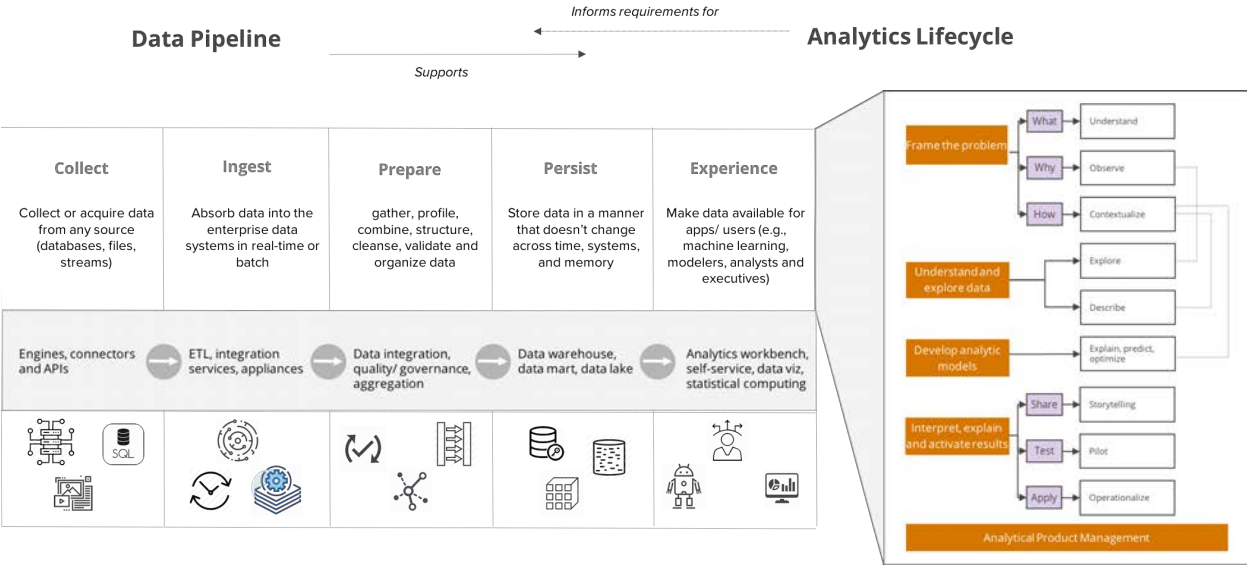 Informs requirements for
Data Pipeline
Analytics Lifecycle
Supports
Collect
Collect or acquire data
from any source
(databases, files,
streams)
Ingest
Absorb data into the
enterprise data
systems in real-time or
batch
Prepare
gather, profile,
combine, structure,
cleanse, validate and
organize data
Persist
Store data in a manner
that doesn't change
across time, systems,
and memory
Experience
Make data available for
apps/ users (e.g.,
machine learning,
modelers, analysts and
executives)
Engines, connectors
and APIs
ETL, integration
services, appliances
Data integration,
quality/ governance,
aggregation
Data warehouse,
data mart, data lake
Analytics workbench,
self-service, data viz,
statistical computing
SQL
Frame the problem
What
Understand
Why
Observe
How
Contextualize
Understand and
explore data
Explore
Describe
Develop analytic
models
Explain, predict,
optimize
Interpret, explain
and activate results
Share
Storytelling
Test
Pilot
Apply
Operationalize
Analytical Product Management